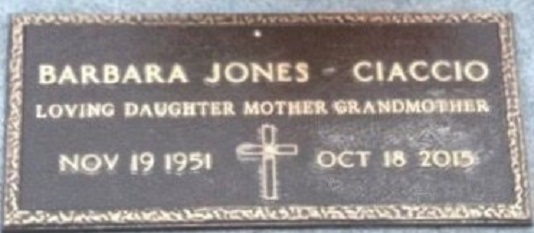 BARBARA JONES - CIACCIO
LOVING DAUGHTER MOTHER GRANDMOTHER
NOV 19 1951 OCT 18 2015